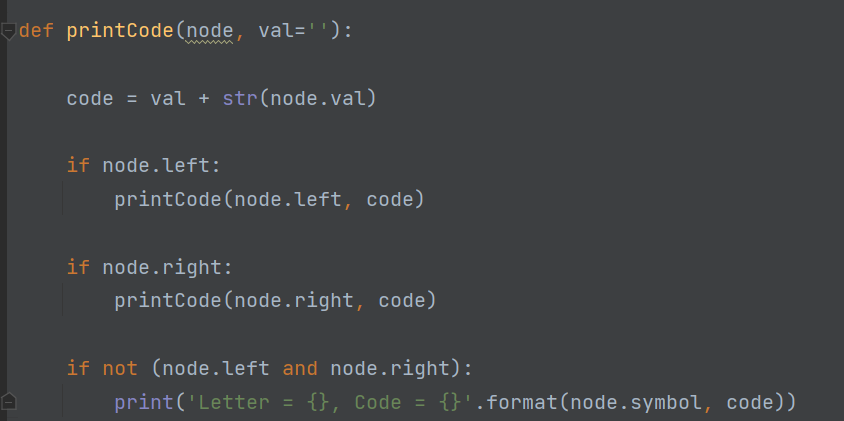 def printCode(node, val=''):
    code = val + str(node.val)
    if node.left:
        printCode(node.left, code)
    if node.right:
        printCode(node.right, code)
    if not (node.left and node.right):
        print('Letter = {}, Code = {}'.format(node.symbol, code))